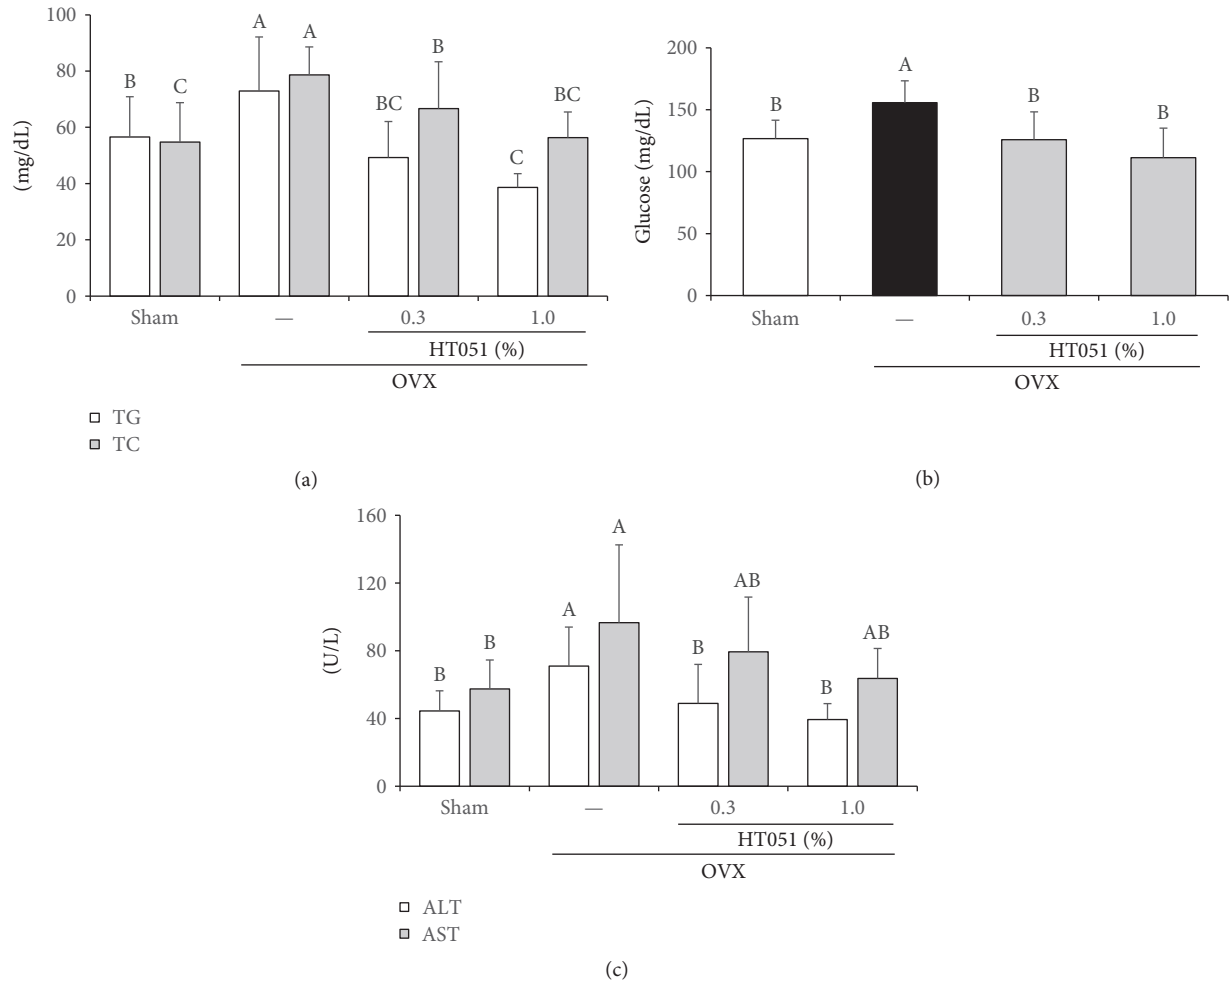 100
80
60
40
20
0
(mg/dL)
B
C
A
A
BC
B
C
BC
Sham
—
0.3
1.0
HT051 (%)
OVX
TG
TC
(a)
200
150
100
50
0
Glucose (mg/dL)
B
A
B
B
Sham
—
0.3
1.0
HT051 (%)
OVX
(b)
160
120
80
40
0
(U/L)
B
B
A
A
B
AB
B
AB
Sham
—
0.3
1.0
HT051 (%)
OVX
ALT
AST
(c)